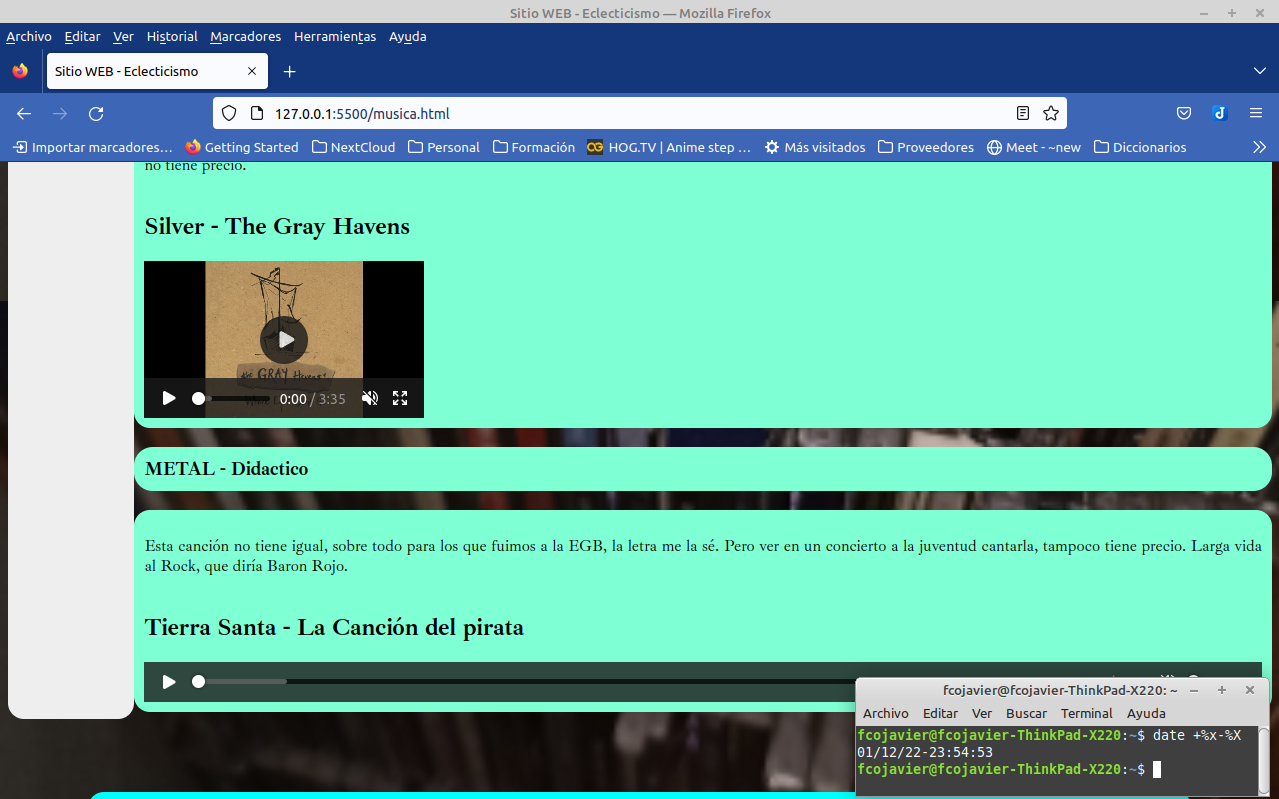 Sitio WEB - Eclecticismo — Mozilla Firefox
Archivo Editar Ver Historial Marcadores Herramientas Ayuda
Sitio WEB - Eclecticismo
127.0.0.1:5500/musica.html
Importar marcadores... Getting Started NextCloud Personal Formación HOG.TV | Anime step ... Más visitados Proveedores Meet - ~new Diccionarios
no tiene precio.
Silver - The Gray Havens
the GRAY Havens
0:00 / 3:35
METAL - Didactico
Esta canción no tiene igual, sobre todo para los que fuimos a la EGB, la letra me la sé. Pero ver en un concierto a la juventud cantarla, tampoco tiene precio. Larga vida
al Rock, que diría Baron Rojo.
Tierra Santa - La Canción del pirata
fcojavier@fcojavier-ThinkPad-X220: ~
Archivo Editar Ver Buscar Terminal Ayuda
fcojavier@fcojavier-ThinkPad-X220:~$ date +%x-%X
01/12/22-23:54:53
fcojavier@fcojavier-ThinkPad-X220:~$